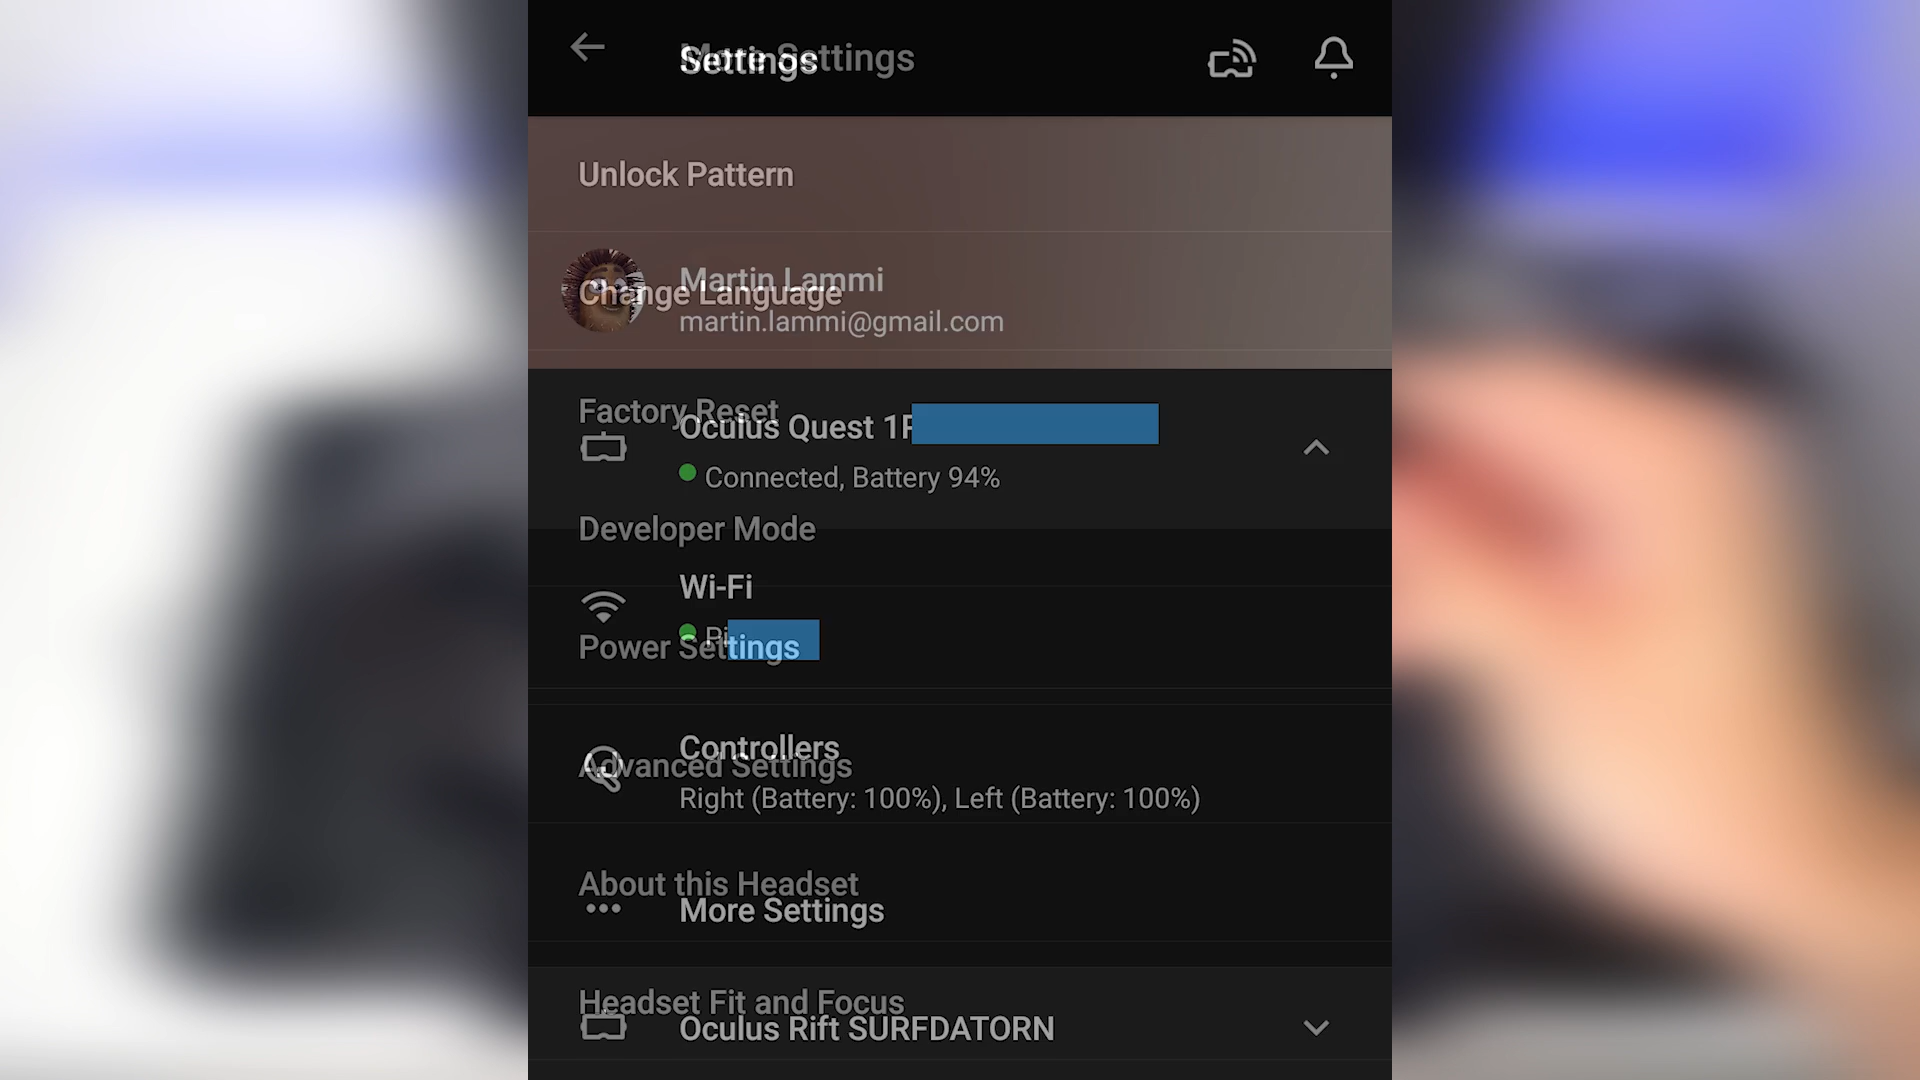 Settings
More Settings
Unlock Pattern
Martin Lammi
Change Language
martin.lammi@gmail.com
Factory Reset
Oculus Quest 1
Connected, Battery 94%
Developer Mode
Wi-Fi
Power Settings
Controllers
Advanced Settings
Right (Battery: 100%), Left (Battery: 100%)
About this Headset
More Settings
Headset Fit and Focus
Oculus Rift SURFDATORN